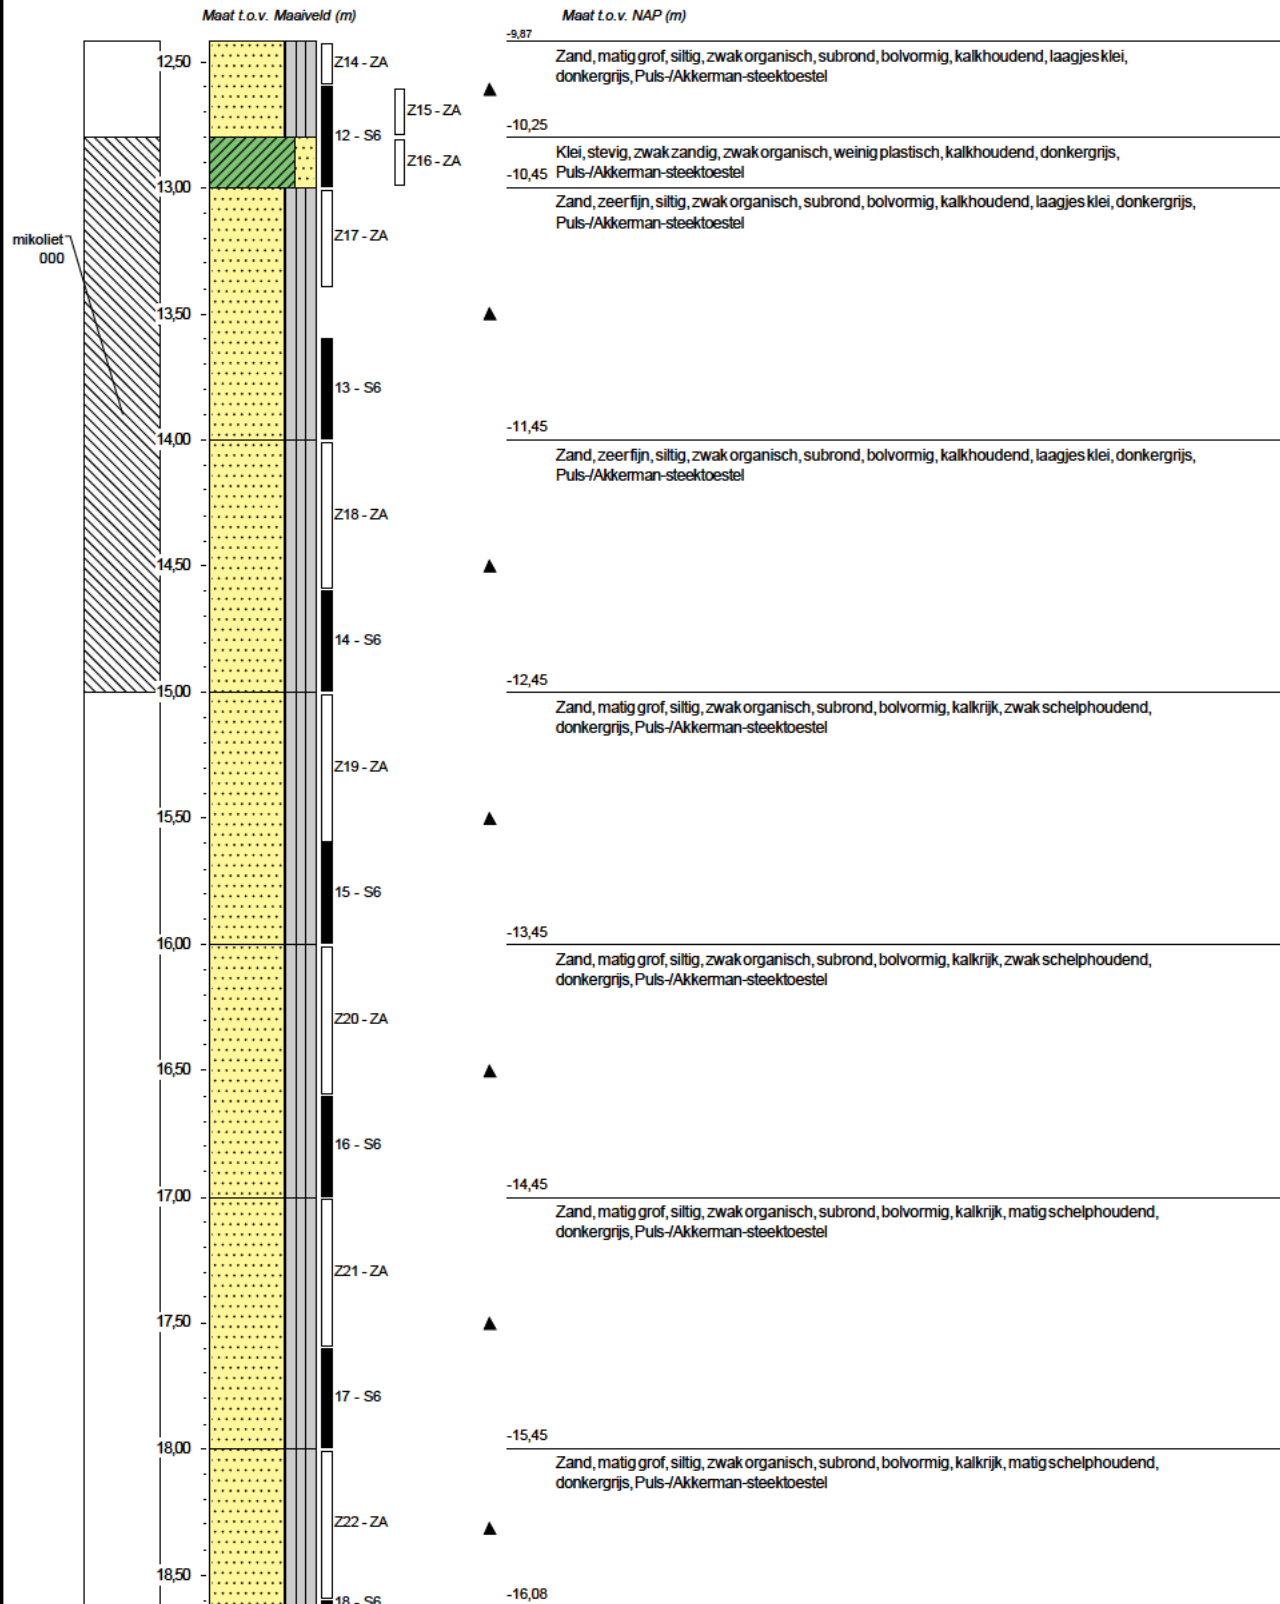 Maat t.o.v. Maaiveld (m)
Maat t.o.v. NAP (m)
-9,87
12,50
Z14 - ZA
Zand, matig grof, siltig, zwak organisch, subrond, bolvormig, kalkhoudend, laagjes klei,
donkergrijs, Puls-/Akkerman-steektoestel
Z15 - ZA
12 - S6
-10,25
Z16 - ZA
Klei, stevig, zwak zandig, zwak organisch, weinig plastisch, kalkhoudend, donkergrijs,
Puls-/Akkerman-steektoestel
-10,45
13,00
Zand, zeer fijn, siltig, zwak organisch, subrond, bolvormig, kalkhoudend, laagjes klei, donkergrijs,
Puls-/Akkerman-steektoestel
Z17 - ZA
mikoliet
000
13,50
13 - S6
-11,45
14,00
Zand, zeer fijn, siltig, zwak organisch, subrond, bolvormig, kalkhoudend, laagjes klei, donkergrijs,
Puls-/Akkerman-steektoestel
Z18 - ZA
14,50
14 - S6
-12,45
15,00
Zand, matig grof, siltig, zwak organisch, subrond, bolvormig, kalkrijk, zwak schelphoudend,
donkergrijs, Puls-/Akkerman-steektoestel
Z19 - ZA
15,50
15 - S6
-13,45
16,00
Zand, matig grof, siltig, zwak organisch, subrond, bolvormig, kalkrijk, zwak schelphoudend,
donkergrijs, Puls-/Akkerman-steektoestel
Z20 - ZA
16,50
16 - S6
-14,45
17,00
Zand, matig grof, siltig, zwak organisch, subrond, bolvormig, kalkrijk, matig schelphoudend,
donkergrijs, Puls-/Akkerman-steektoestel
Z21 - ZA
17,50
17 - S6
-15,45
18,00
Zand, matig grof, siltig, zwak organisch, subrond, bolvormig, kalkrijk, matig schelphoudend,
donkergrijs, Puls-/Akkerman-steektoestel
Z22 - ZA
18,50
-16,08
18 - S6